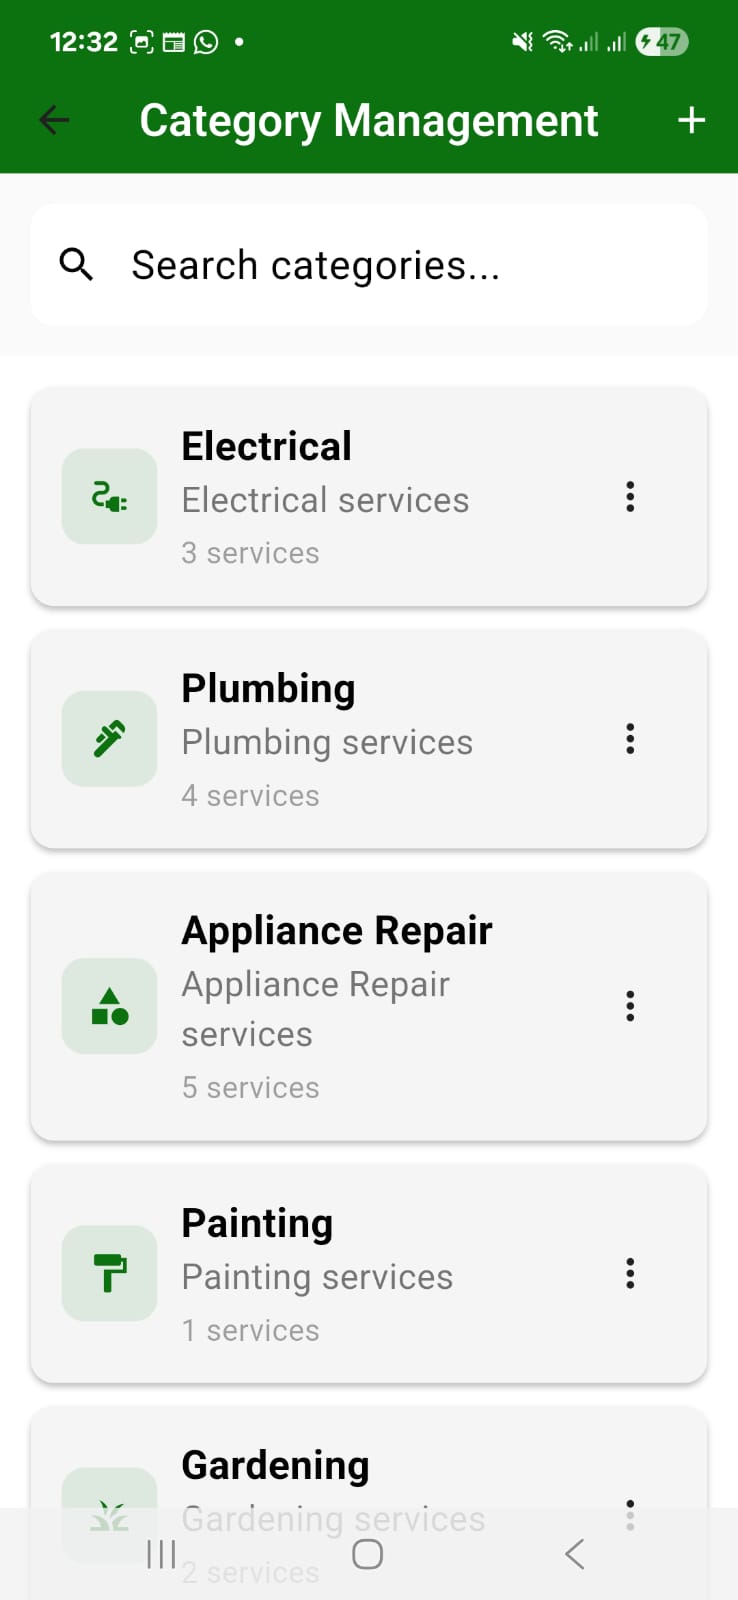 12:32
47
Category Management
Search categories...
Electrical
Electrical services
3 services
Plumbing
Plumbing services
4 services
Appliance Repair
Appliance Repair
services
5 services
Painting
Painting services
1 services
Gardening
Gardening services
2 services